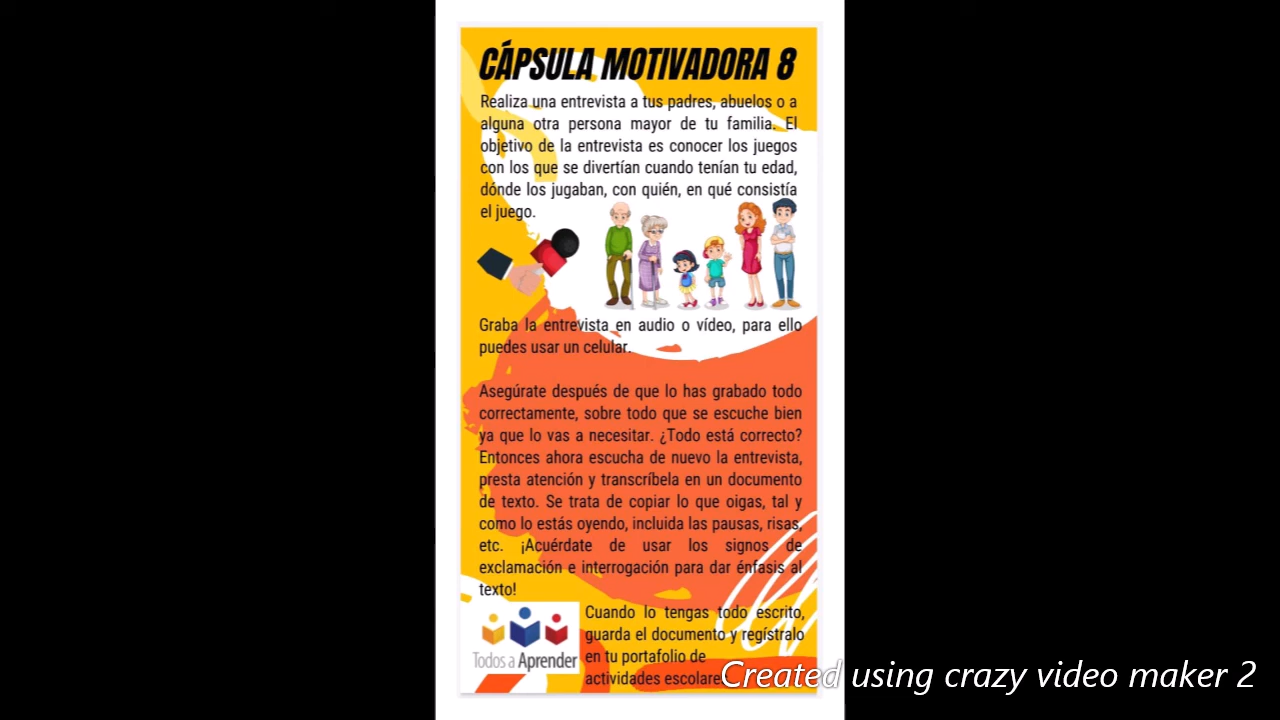 CÁPSULA MOTIVADORA 8
Realiza una entrevista a tus padres, abuelos o a
alguna otra persona mayor de tu familia. El
objetivo de la entrevista es conocer los juegos
con los que se divertían cuando tenían tu edad,
dónde los jugaban, con quién, en qué consistía
el juego.
Graba la entrevista en audio o vídeo, para ello
puedes usar un celular.
Asegúrate después de que lo has grabado todo
correctamente, sobre todo que se escuche bien
ya que lo vas a necesitar. ¿Todo está correcto?
Entonces ahora escucha de nuevo la entrevista,
presta atención y transcríbela en un documento
de texto. Se trata de copiar lo que oigas, tal y
como lo estás oyendo, incluida las pausas, risas,
etc. ¡Acuérdate de usar los signos de
exclamación e interrogación para dar énfasis al
texto!
Cuando lo tengas todo escrito,
guarda el documento y regístralo
en tu portafolio de
actividades escolares
Todos a Aprender
Created using crazy video maker 2